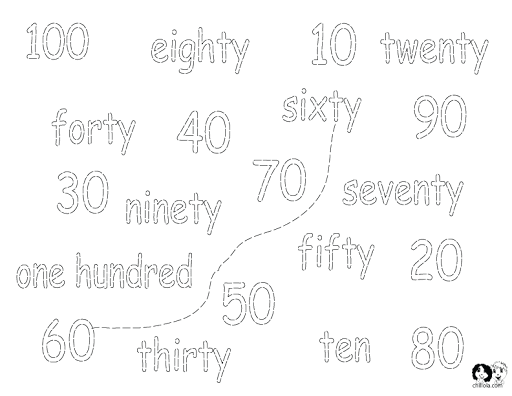 100 eighty 10 twenty
sixty
forty 40 90
30 ninety 70 seventy
fifty 20
one hundred
50
60 thirty ten 80
chillola.com